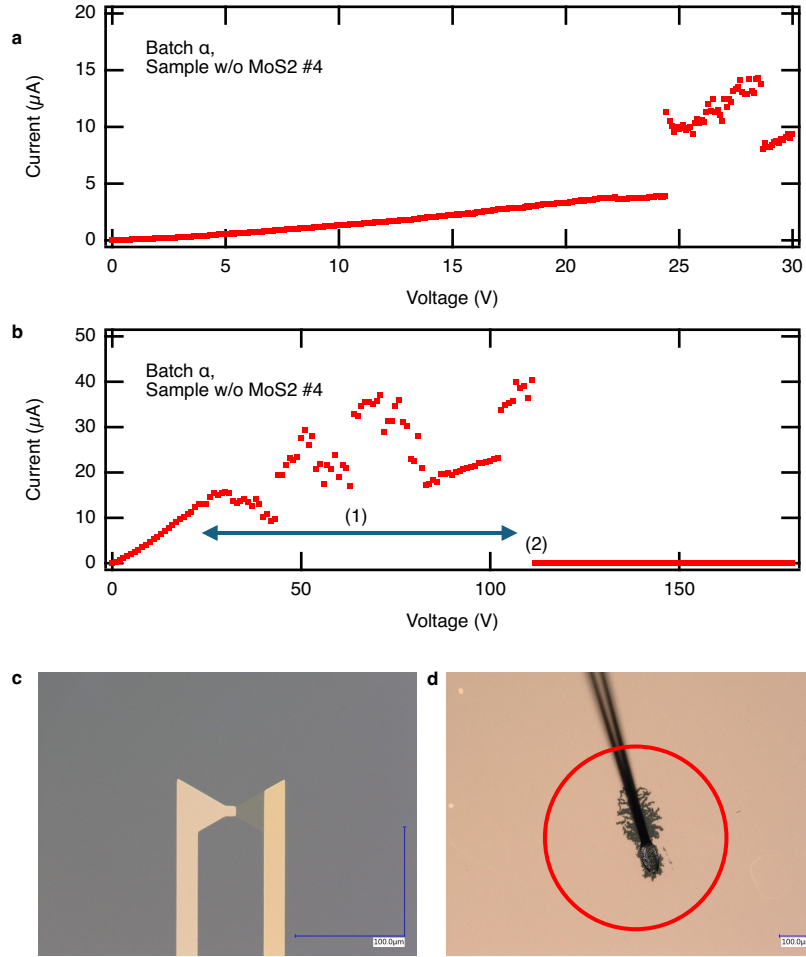 a
Batch α,
Sample w/o MoS2 #4
Current (µA)
20
15
10
5
0
0 5 10 15 20 25 30
Voltage (V)
b
Batch α,
Sample w/o MoS2 #4
Current (µA)
50
40
30
20
10
0
(1)
(2)
0 50 100 150
Voltage (V)
c
100.0µm
d
100.0µ